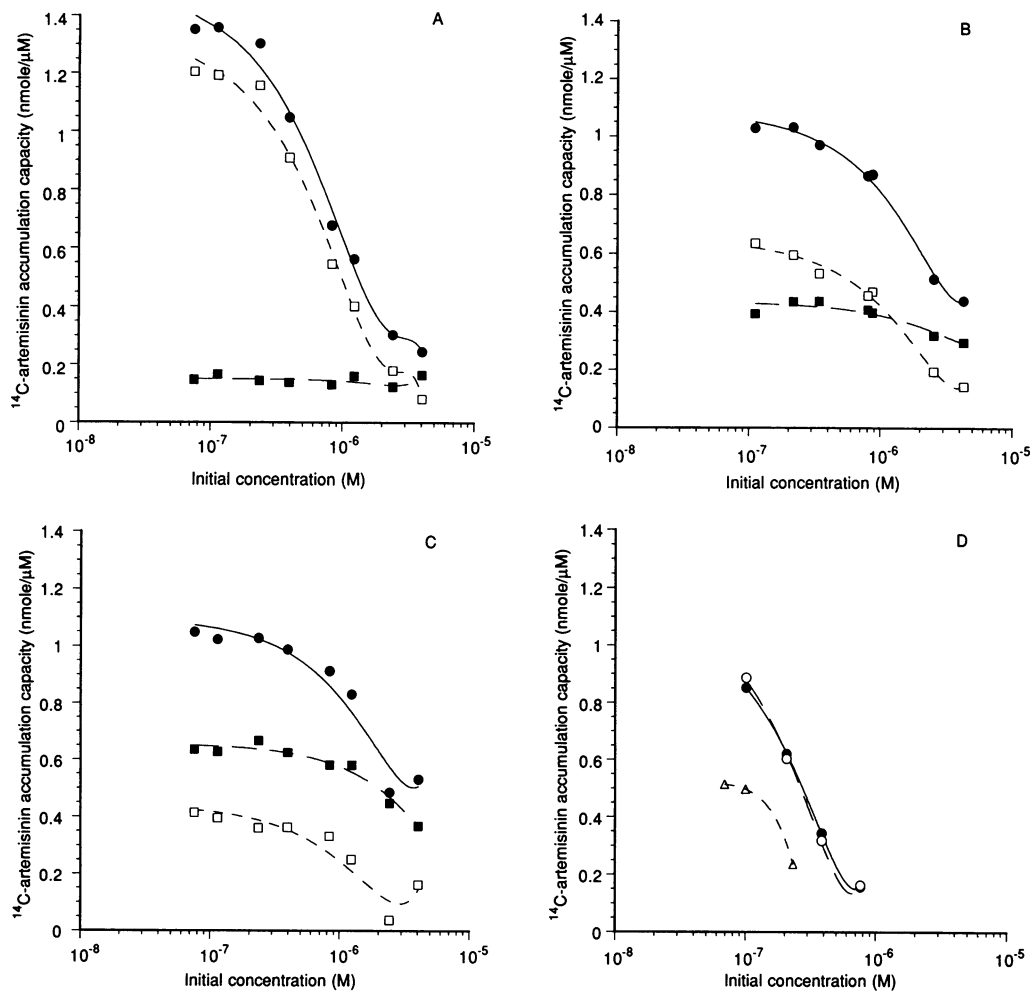 A
¹⁴C-artemisinin accumulation capacity (nmole/μM)
1.4
1.2
1
0.8
0.6
0.4
0.2
0
10⁻⁸ 10⁻⁷ 10⁻⁶ 10⁻⁵
Initial concentration (M)
B
¹⁴C-artemisinin accumulation capacity (nmole/μM)
1.4
1.2
1
0.8
0.6
0.4
0.2
0
10⁻⁸ 10⁻⁷ 10⁻⁶ 10⁻⁵
Initial concentration (M)
C
¹⁴C-artemisinin accumulation capacity (nmole/μM)
1.4
1.2
1
0.8
0.6
0.4
0.2
0
10⁻⁸ 10⁻⁷ 10⁻⁶ 10⁻⁵
Initial concentration (M)
D
¹⁴C-artemisinin accumulation capacity (nmole/μM)
1.4
1.2
1
0.8
0.6
0.4
0.2
0
10⁻⁸ 10⁻⁷ 10⁻⁶ 10⁻⁵
Initial concentration (M)